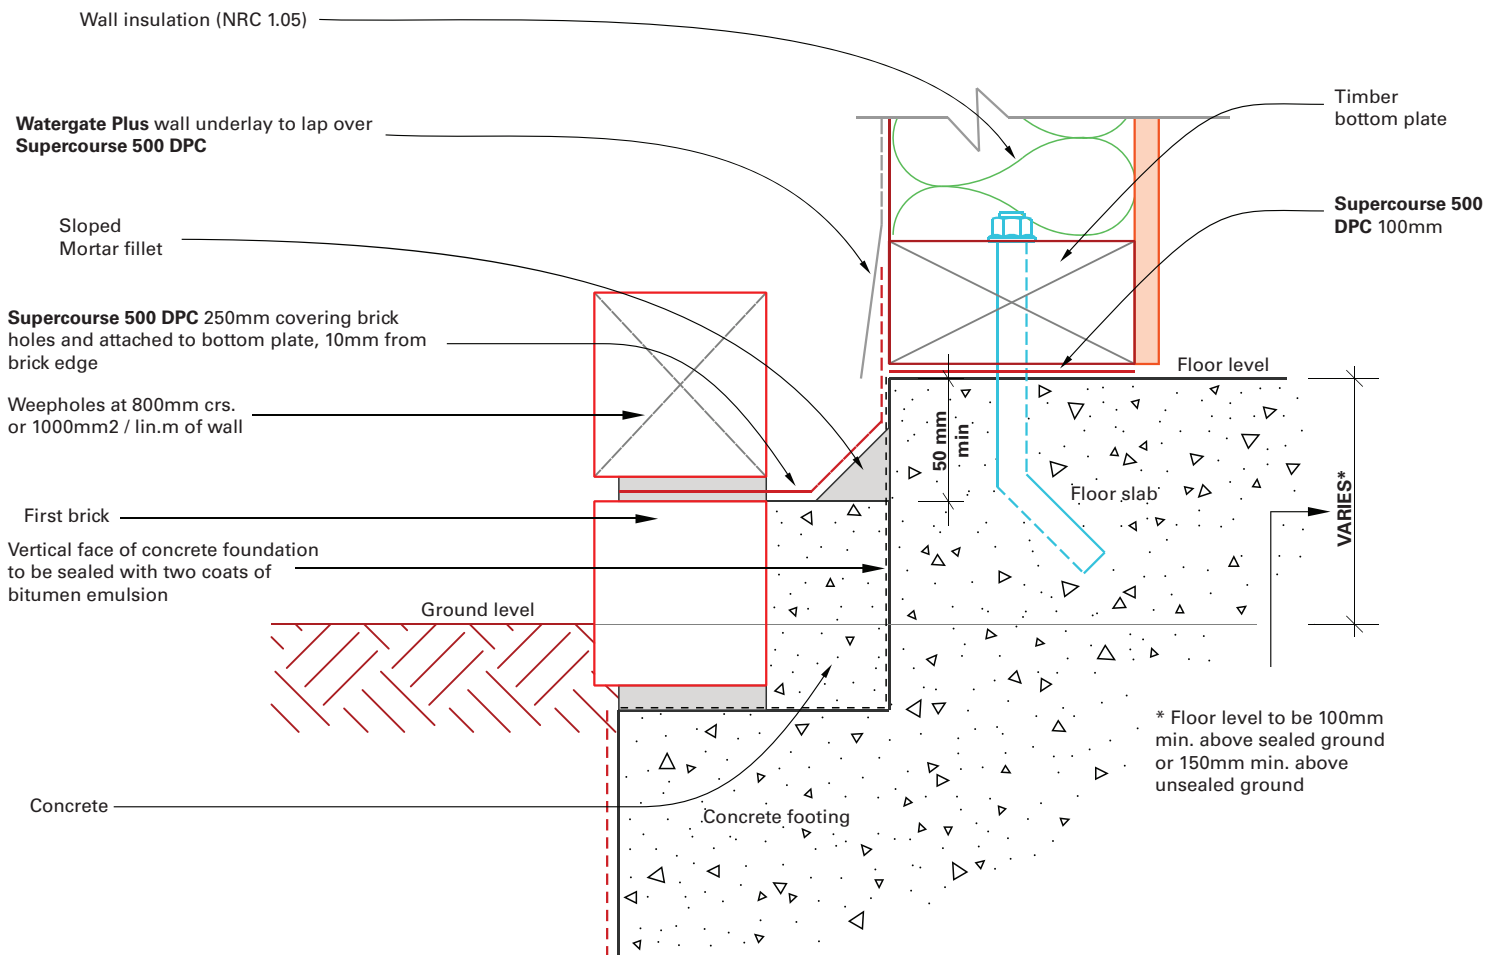 Wall insulation (NRC 1.05)
Watergate Plus wall underlay to lap over
Supercourse 500 DPC
Sloped
Mortar fillet
Supercourse 500 DPC 250mm covering brick
holes and attached to bottom plate, 10mm from
brick edge
Weepholes at 800mm crs.
or 1000mm2 / lin.m of wall
First brick
Vertical face of concrete foundation
to be sealed with two coats of
bitumen emulsion
Ground level
Concrete
Concrete footing
Timber
bottom plate
Supercourse 500
DPC 100mm
Floor level
50 mm
min
Floor slab
VARIES*
* Floor level to be 100mm
min. above sealed ground
or 150mm min. above
unsealed ground